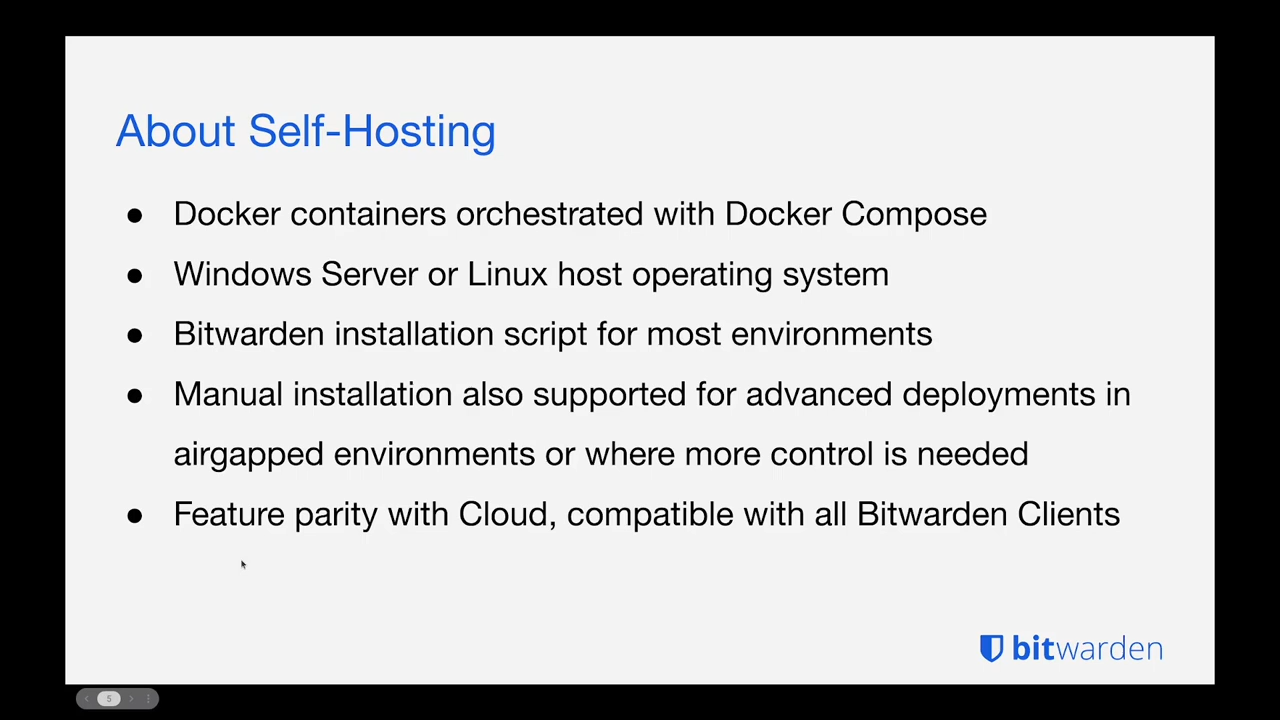 About Self-Hosting
● Docker containers orchestrated with Docker Compose
● Windows Server or Linux host operating system
● Bitwarden installation script for most environments
● Manual installation also supported for advanced deployments in
airgapped environments or where more control is needed
● Feature parity with Cloud, compatible with all Bitwarden Clients
bitwarden
5